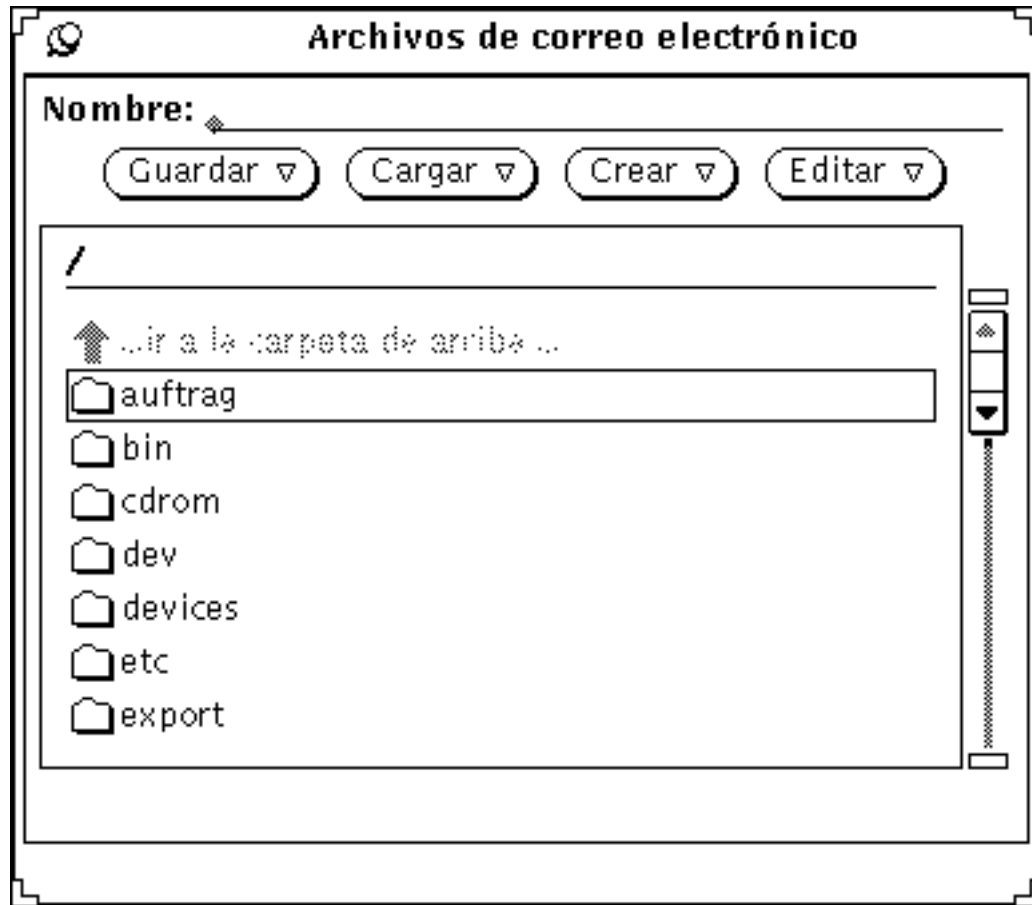 Archivos de correo electrónico
Nombre:
Guardar Cargar Crear Editar
/
...ir a la carpeta de arriba ...
auftrag
bin
cdrom
dev
devices
etc
export